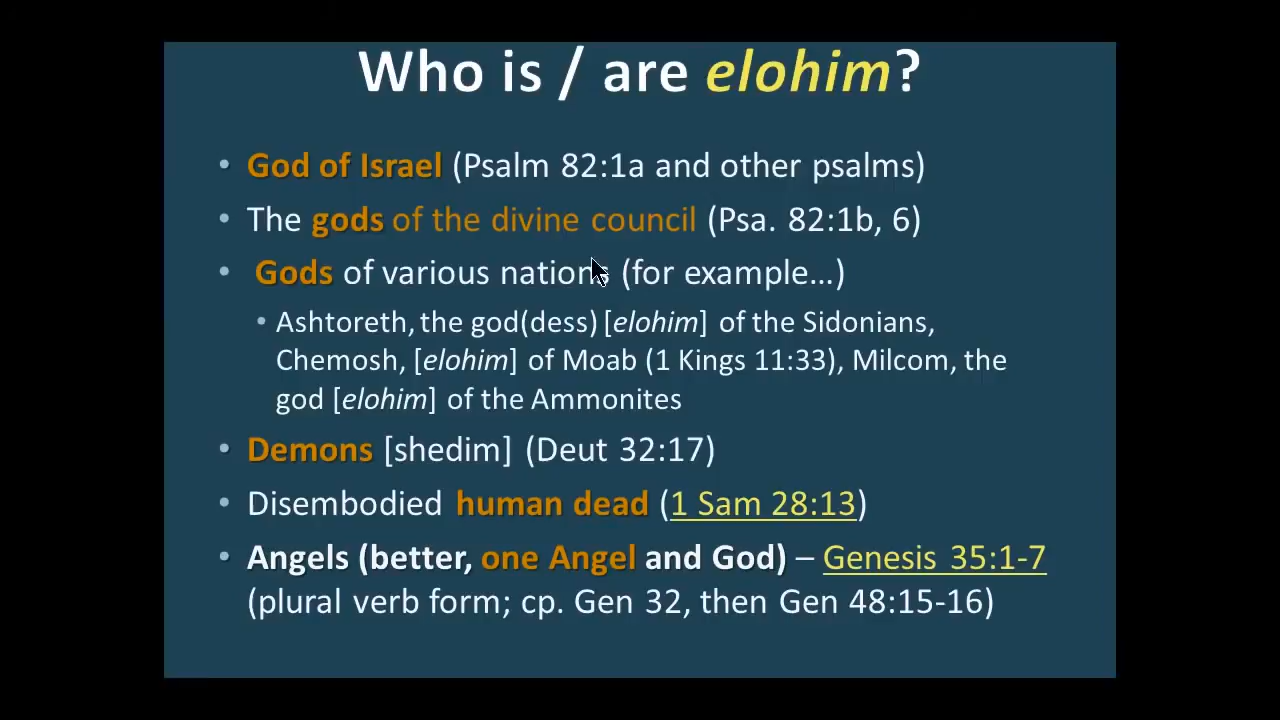 Who is / are elohim?
• God of Israel (Psalm 82:1a and other psalms)
• The gods of the divine council (Psa. 82:1b, 6)
• Gods of various nations (for example…)
• Ashtoreth, the god(dess) [elohim] of the Sidonians,
Chemosh, [elohim] of Moab (1 Kings 11:33), Milcom, the
god [elohim] of the Ammonites
• Demons [shedim] (Deut 32:17)
• Disembodied human dead (1 Sam 28:13)
• Angels (better, one Angel and God) – Genesis 35:1-7
(plural verb form; cp. Gen 32, then Gen 48:15-16)